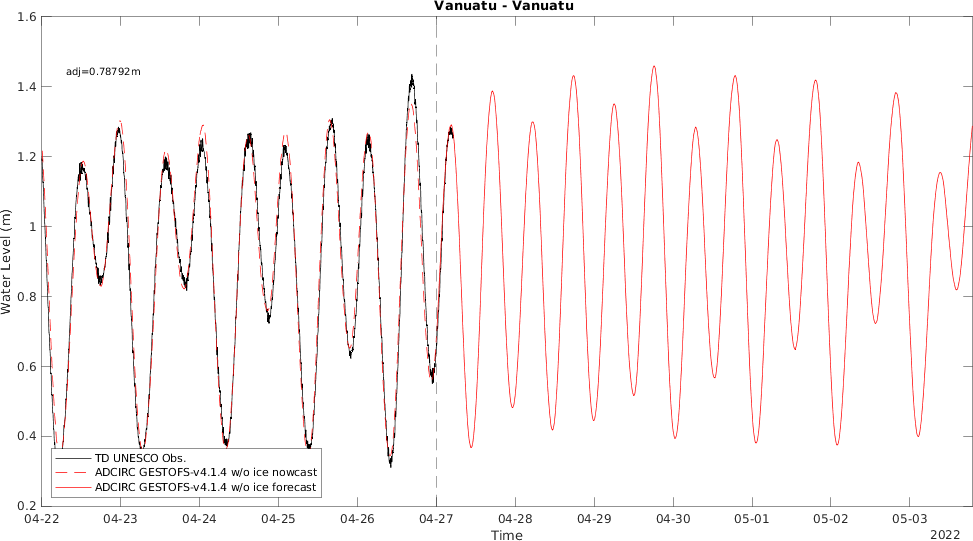 Vanuatu - Vanuatu
1.6
adj=0.78792m
1.4
1.2
1
0.8
0.6
0.4
0.2
Water Level (m)
TD UNESCO Obs.
ADCIRC GESTOFS-v4.1.4 w/o ice nowcast
ADCIRC GESTOFS-v4.1.4 w/o ice forecast
04-22 04-23 04-24 04-25 04-26 04-27 04-28 04-29 04-30 05-01 05-02 05-03
Time
2022